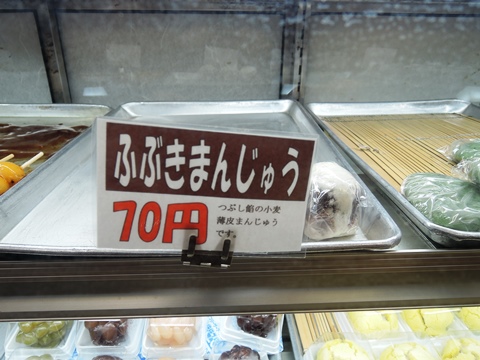 ふぶきまんじゅう
70円
つぶし餡の小麦
薄皮まんじゅう
です。